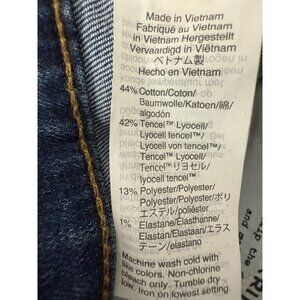 Made in Vietnam
Fabriqué au Vietnam
in Vietnam Hergestellt
Vervaardigd in Viëtnam
ベトナム製
Hecho en Vietnam
44% Cotton/Coton/
Baumwolle/Katoen/綿/
algodón
42% Tencel™ Lyocell/
Lyocell tencel™/
Lyocell von tencel™/
Tencel™ Lyocell/
Tencel™ リヨセル/
lyocell tencel™
13% Polyester/Polyester/
Polyester/Polyester/ポリ
エステル/poliéster
1% Elastane/Elasthanne/
Elastan/Elastaan/エラス
テーン/elastano
Machine wash cold with
like colors. Non-chlorine
bleach only. Tumble dry
low. Iron on lowest setting.